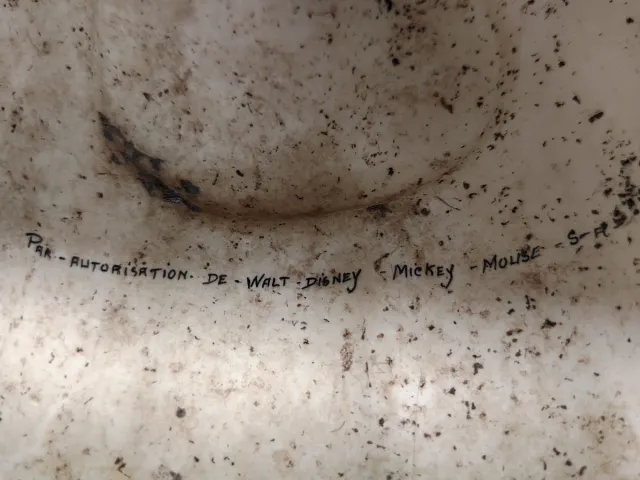 PAR - AUTORISATION - DE - WALT - DISNEY - MICKEY - MOUSE - S - A